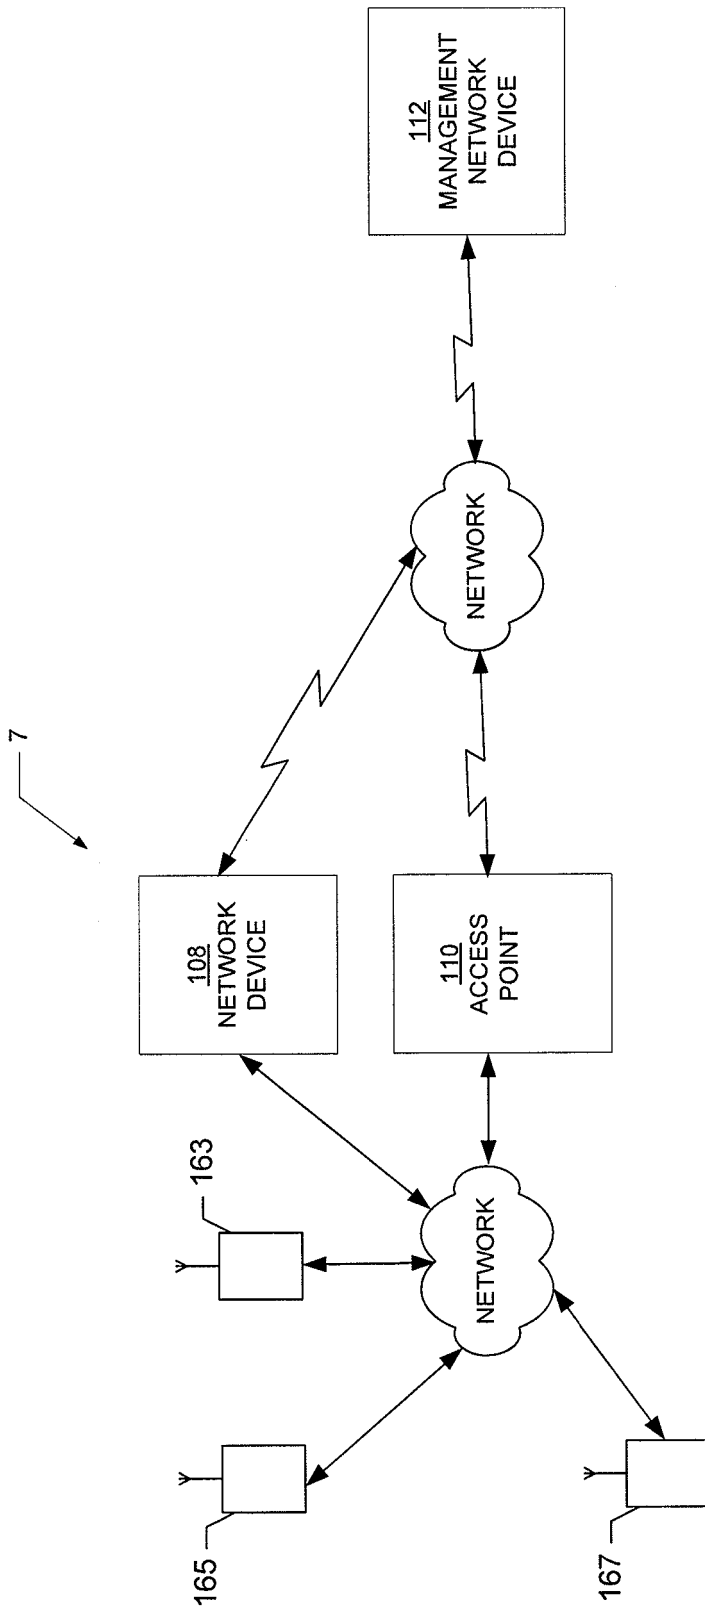 7
165
163
167
NETWORK
108
NETWORK
DEVICE
110
ACCESS
POINT
NETWORK
112
MANAGEMENT
NETWORK
DEVICE